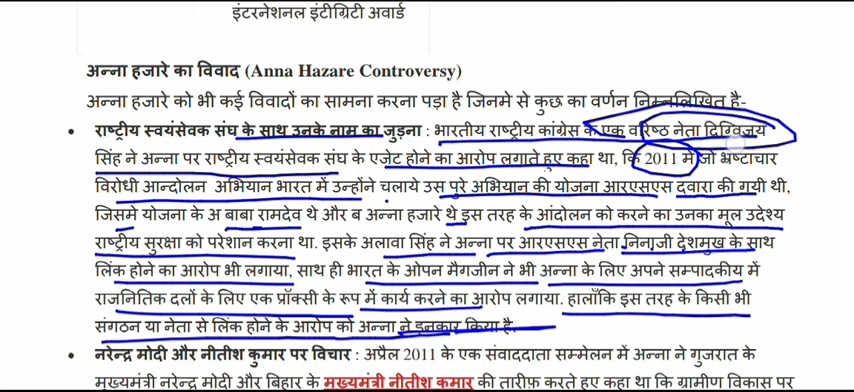 इंटरनेशनल इंटीग्रिटी अवार्ड
अन्ना हजारे का विवाद (Anna Hazare Controversy)
अन्ना हजारे को भी कई विवादों का सामना करना पड़ा है जिनमे से कुछ का वर्णन निम्नलिखित है-
• राष्ट्रीय स्वयंसेवक संघ के साथ उनके नाम का जुड़ना : भारतीय राष्ट्रीय कांग्रेस के एक वरिष्ठ नेता दिग्विजय
सिंह ने अन्ना पर राष्ट्रीय स्वयंसेवक संघ के एजेंट होने का आरोप लगाते हुए कहा था, कि 2011 में जो भ्रष्टाचार
विरोधी आन्दोलन अभियान भारत में उन्होंने चलाये उस पुरे अभियान की योजना आरएसएस दवारा की गयी थी,
जिसमे योजना के अ बाबा रामदेव थे और ब अन्ना हजारे थे इस तरह के आंदोलन को करने का उनका मूल उदेश्य
राष्ट्रीय सुरक्षा को परेशान करना था. इसके अलावा सिंह ने अन्ना पर आरएसएस नेता निनाजी देशमुख के साथ
लिंक होने का आरोप भी लगाया, साथ ही भारत के ओपन मैगजीन ने भी अन्ना के लिए अपने सम्पादकीय में
राजनितिक दलों के लिए एक प्रॉक्सी के रूप में कार्य करने का आरोप लगाया. हालाँकि इस तरह के किसी भी
संगठन या नेता से लिंक होने के आरोप को अन्ना ने इनकार किया है.
• नरेन्द्र मोदी और नीतीश कुमार पर विचार : अप्रैल 2011 के एक संवाददाता सम्मेलन में अन्ना ने गुजरात के
मुख्यमंत्री नरेन्द्र मोदी और बिहार के मुख्यमंत्री नीतीश कुमार की तारीफ़ करते हुए कहा था कि ग्रामीण विकास पर